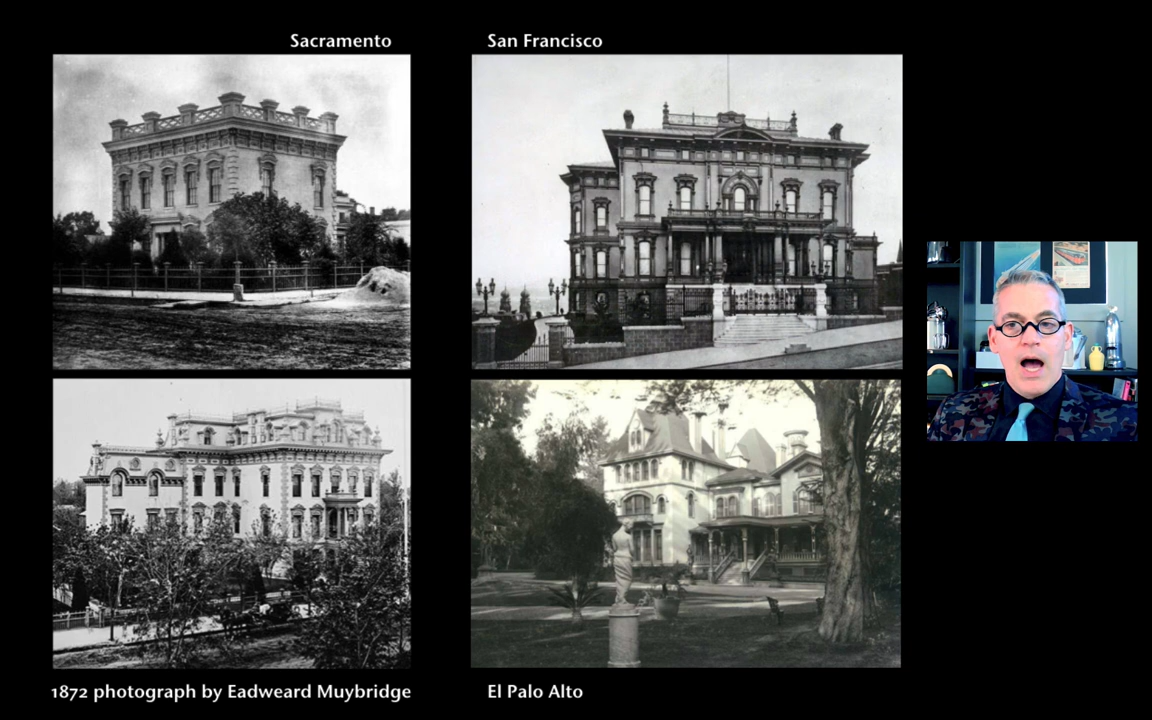 Sacramento
San Francisco
1872 photograph by Eadweard Muybridge
El Palo Alto